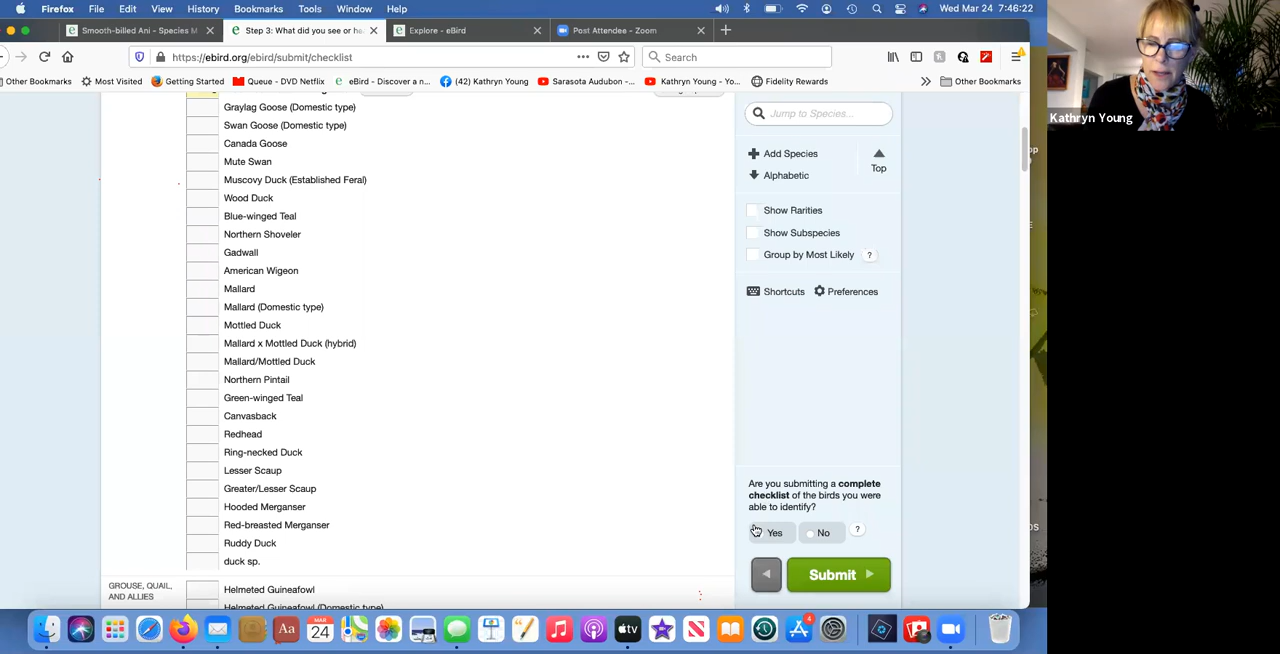 Firefox File Edit View History Bookmarks Tools Window Help Wed Mar 24 7:46:22
Smooth-billed Ani - Species M Step 3: What did you see or he Explore - eBird Post Attendee - Zoom
https://ebird.org/ebird/submit/checklist Search
Other Bookmarks Most Visited Getting Started Queue - DVD Netflix eBird - Discover a n... (42) Kathryn Young Sarasota Audubon -... Kathryn Young - Yo... Fidelity Rewards Other Bookmarks
Graylag Goose (Domestic type)
Swan Goose (Domestic type)
Canada Goose
Mute Swan
Muscovy Duck (Established Feral)
Wood Duck
Blue-winged Teal
Northern Shoveler
Gadwall
American Wigeon
Mallard
Mallard (Domestic type)
Mottled Duck
Mallard x Mottled Duck (hybrid)
Mallard/Mottled Duck
Northern Pintail
Green-winged Teal
Canvasback
Redhead
Ring-necked Duck
Lesser Scaup
Greater/Lesser Scaup
Hooded Merganser
Red-breasted Merganser
Ruddy Duck
duck sp.
GROUSE, QUAIL,
AND ALLIES
Helmeted Guineafowl
Helmeted Guineafowl (Domestic type)
Jump to Species...
Add Species
Alphabetic
Top
Show Rarities
Show Subspecies
Group by Most Likely ?
Shortcuts Preferences
Are you submitting a complete
checklist of the birds you were
able to identify?
Yes No ?
Submit
Kathryn Young
MAR
24
Aa
tv
4